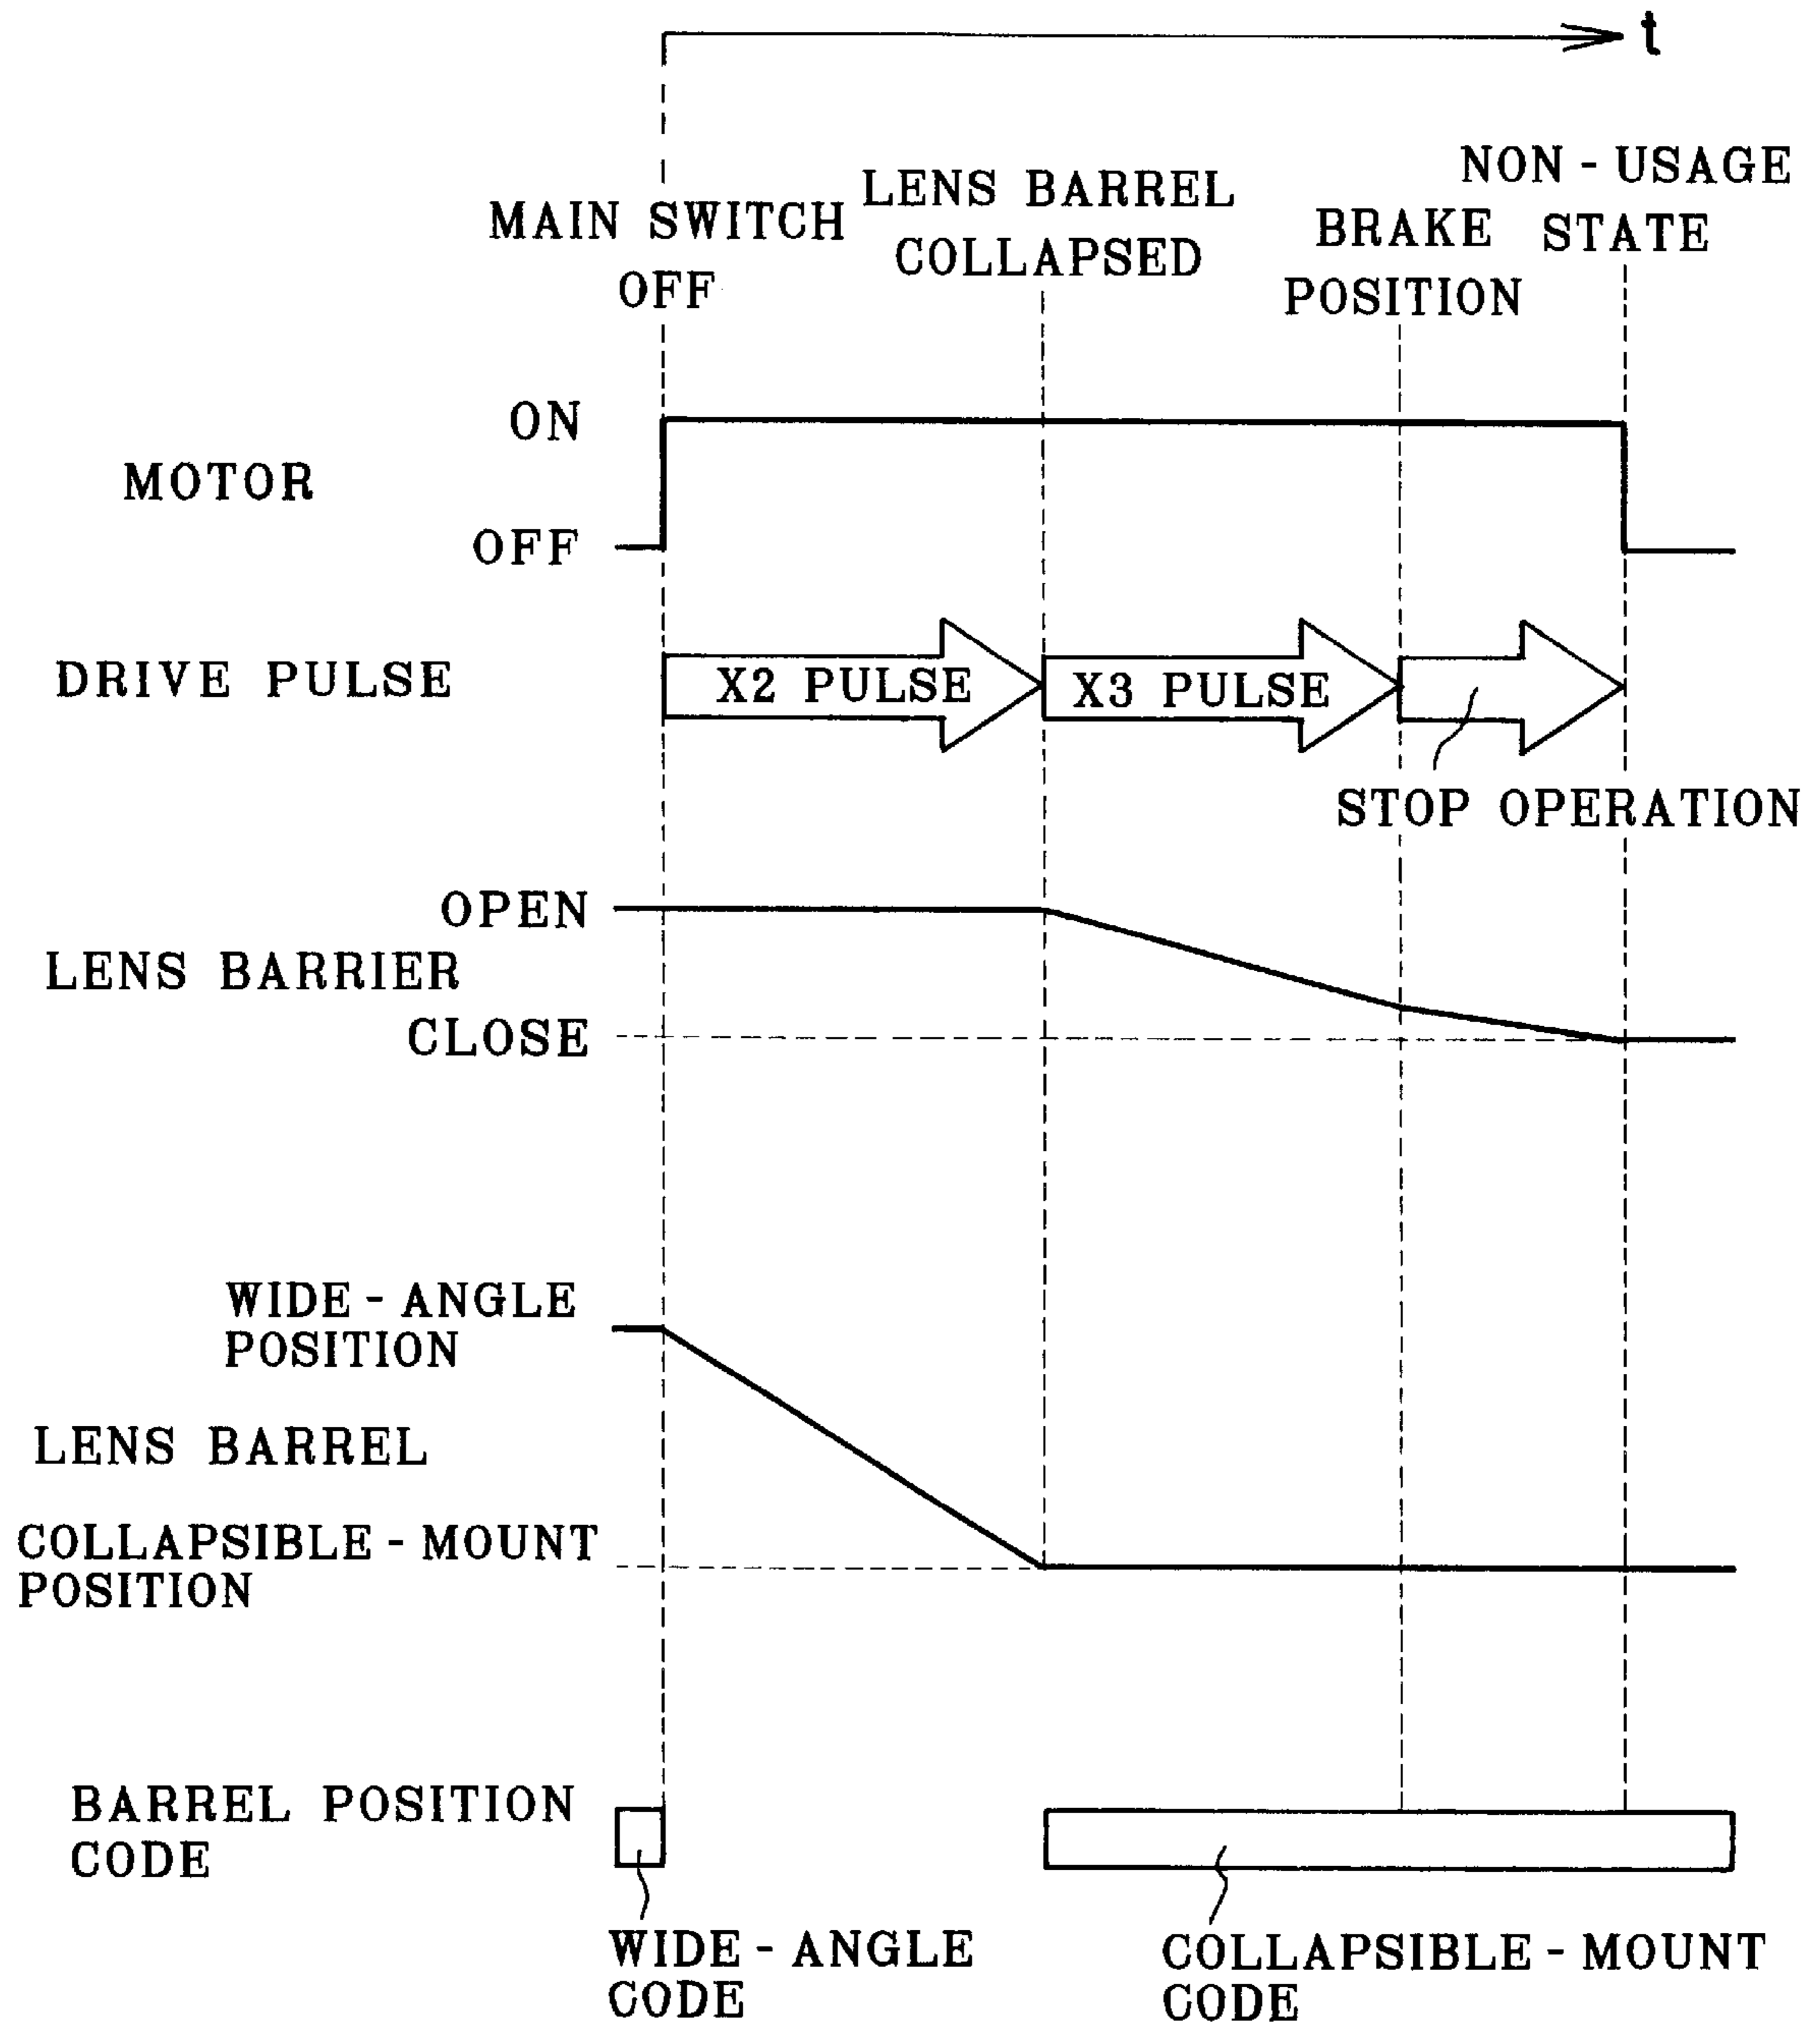 t
MAIN SWITCH
OFF
LENS BARREL
COLLAPSED
BRAKE
POSITION
NON - USAGE
STATE
ON
MOTOR
OFF
DRIVE PULSE
X2 PULSE
X3 PULSE
STOP OPERATION
OPEN
LENS BARRIER
CLOSE
WIDE - ANGLE
POSITION
LENS BARREL
COLLAPSIBLE - MOUNT
POSITION
BARREL POSITION
CODE
WIDE - ANGLE
CODE
COLLAPSIBLE - MOUNT
CODE